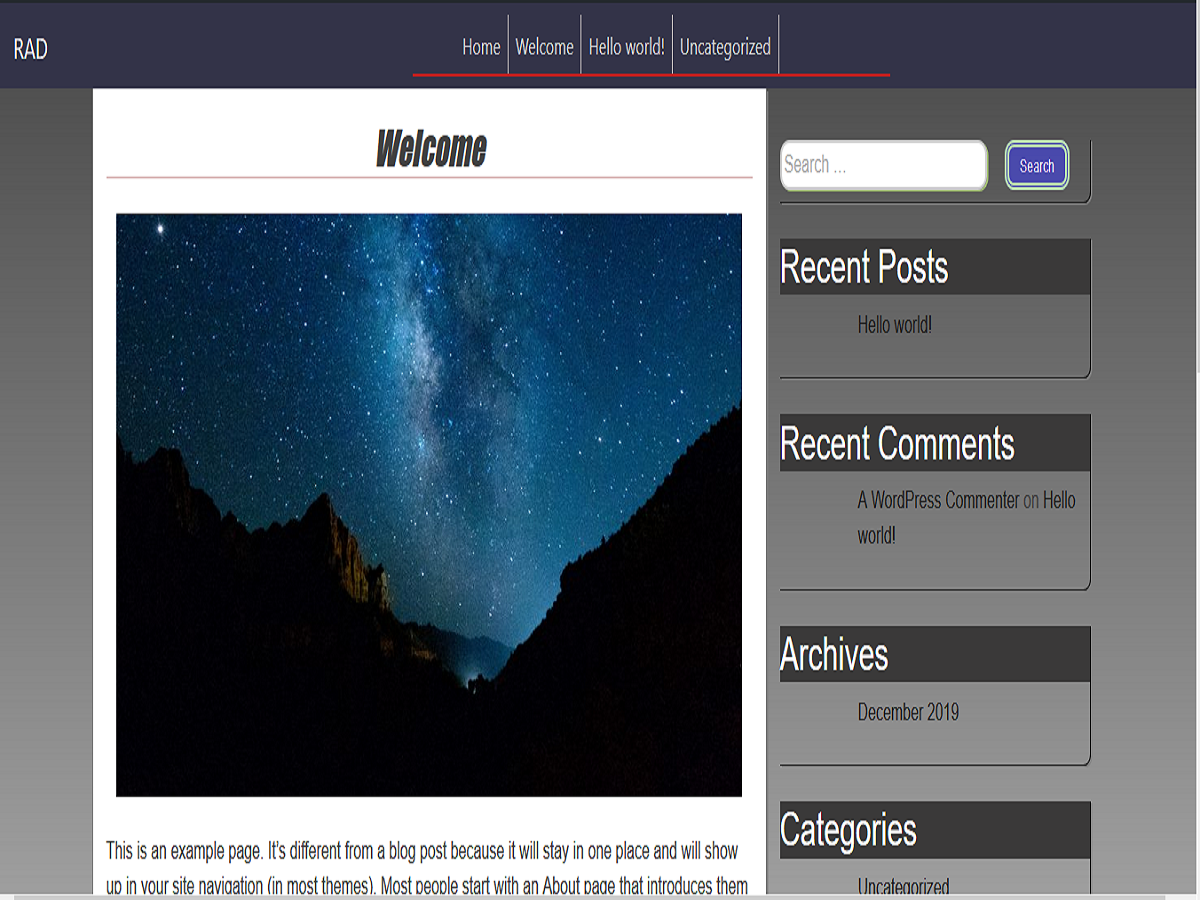 RAD
Home
Welcome
Hello world!
Uncategorized
Welcome
This is an example page. It's different from a blog post because it will stay in one place and will show
up in your site navigation (in most themes). Most people start with an About page that introduces them
Search ...
Search
Recent Posts
Hello world!
Recent Comments
A WordPress Commenter on Hello
world!
Archives
December 2019
Categories
Uncategorized